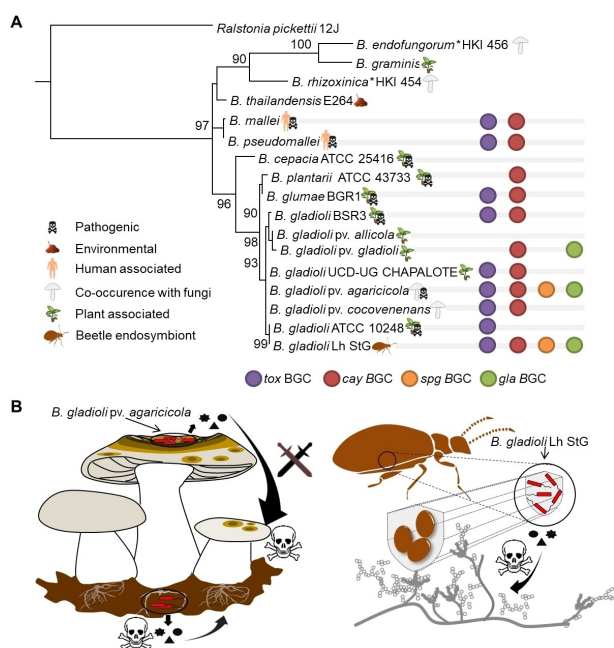 A
Ralstonia pickettii 12J
100
B. endofungorum* HKI 456
90
B. graminis
B. rhizoxinica* HKI 454
B. thailandensis E264
97
B. mallei
B. pseudomallei
B. cepacia ATCC 25416
96
B. plantarii ATCC 43733
B. glumae BGR1
90
B. gladioli BSR3
B. gladioli pv. allicola
98
B. gladioli pv. gladioli
93
B. gladioli UCD-UG CHAPALOTE
B. gladioli pv. agaricicola
B. gladioli pv. cocovenenans
B. gladioli ATCC 10248
99
B. gladioli Lh StG
Pathogenic
Environmental
Human associated
Co-occurence with fungi
Plant associated
Beetle endosymbiont
tox BGC
cay BGC
spg BGC
gla BGC
B
B. gladioli pv. agaricicola
B. gladioli Lh StG